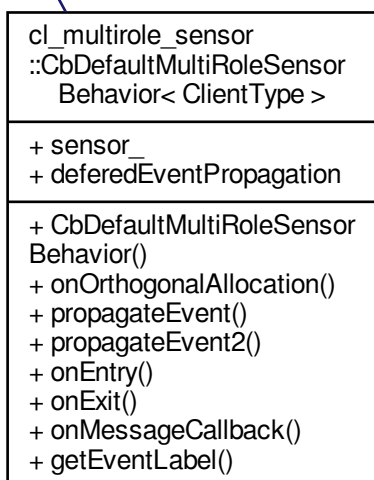 cl_multirole_sensor
::CbDefaultMultiRoleSensor
Behavior< ClientType >
+ sensor_
+ deferedEventPropagation
+ CbDefaultMultiRoleSensor
Behavior()
+ onOrthogonalAllocation()
+ propagateEvent()
+ propagateEvent2()
+ onEntry()
+ onExit()
+ onMessageCallback()
+ getEventLabel()